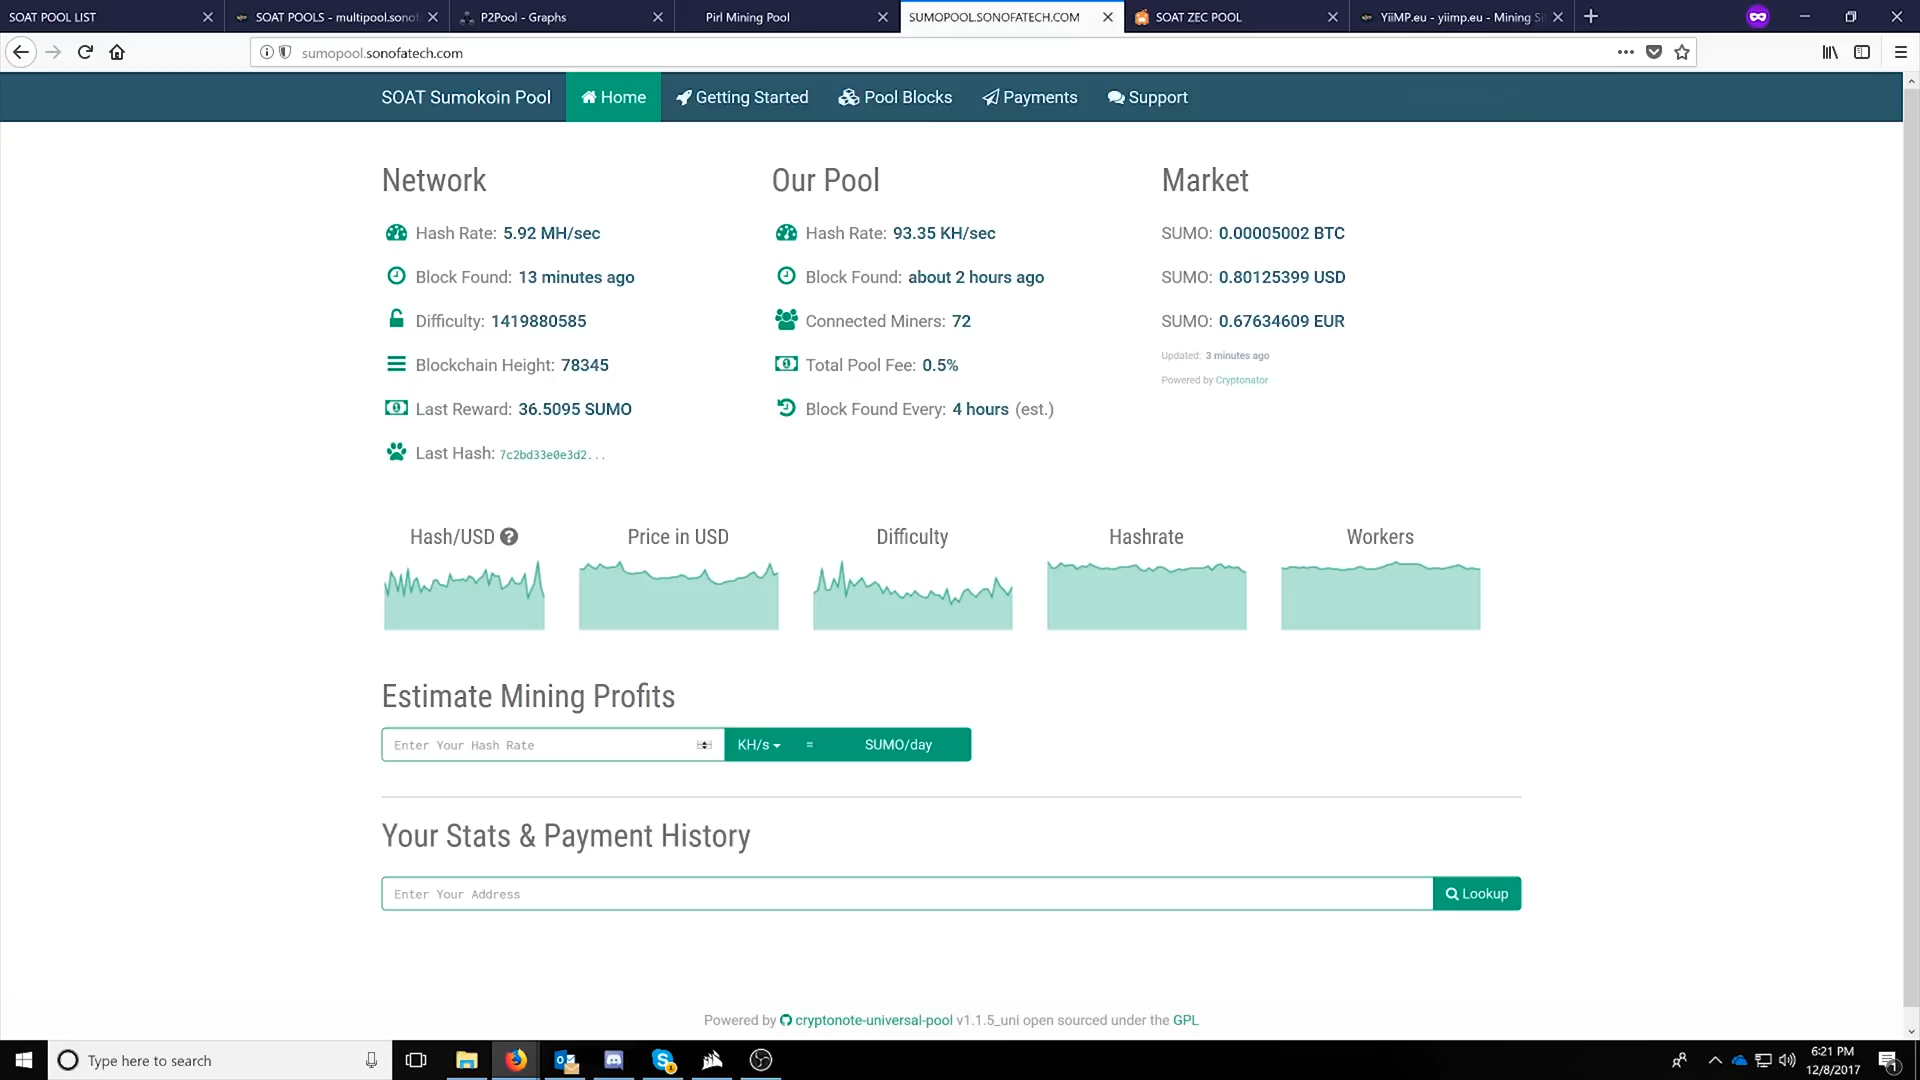 SOAT POOL LIST
SOAT POOLS - multipool.sonof
P2Pool - Graphs
Pirl Mining Pool
SUMOPOOL.SONOFATECH.COM
SOAT ZEC POOL
YiiMP.eu - yiimp.eu - Mining Si
sumopool.sonofatech.com
SOAT Sumokoin Pool Home Getting Started Pool Blocks Payments Support
Network
Hash Rate: 5.92 MH/sec
Block Found: 13 minutes ago
Difficulty: 1419880585
Blockchain Height: 78345
Last Reward: 36.5095 SUMO
Last Hash: 7c2bd33e0e3d2...
Our Pool
Hash Rate: 93.35 KH/sec
Block Found: about 2 hours ago
Connected Miners: 72
Total Pool Fee: 0.5%
Block Found Every: 4 hours (est.)
Market
SUMO: 0.00005002 BTC
SUMO: 0.80125399 USD
SUMO: 0.67634609 EUR
Updated: 3 minutes ago
Powered by Cryptonator
Hash/USD
Price in USD
Difficulty
Hashrate
Workers
Estimate Mining Profits
Enter Your Hash Rate KH/s = SUMO/day
Your Stats & Payment History
Enter Your Address Lookup
Powered by cryptonote-universal-pool v1.1.5_uni open sourced under the GPL
Type here to search
6:21 PM
12/8/2017